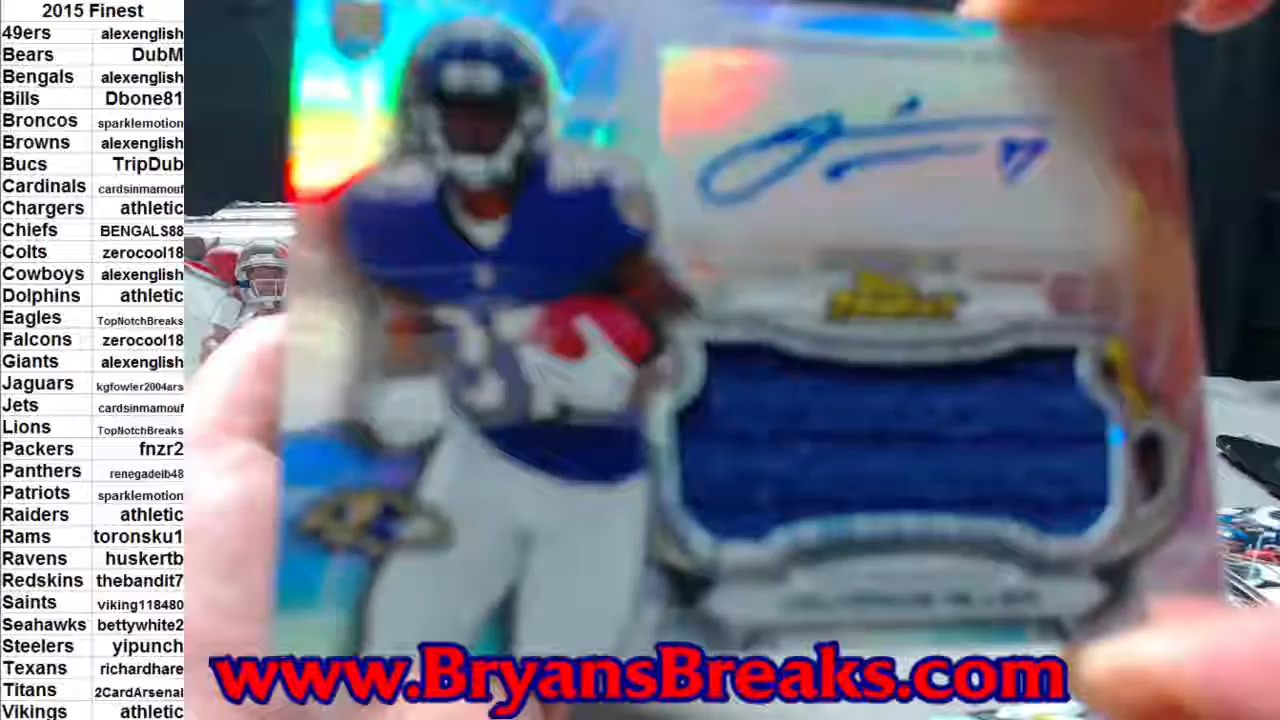 2015 Finest
49ers alexenglish
Bears DubM
Bengals alexenglish
Bills Dbone81
Broncos sparklemotion
Browns alexenglish
Bucs TripDub
Cardinals cardsinmamouf
Chargers athletic
Chiefs BENGALS88
Colts zerocool18
Cowboys alexenglish
Dolphins athletic
Eagles TopNotchBreaks
Falcons zerocool18
Giants alexenglish
Jaguars kgfowler2004ars
Jets cardsinmamouf
Lions TopNotchBreaks
Packers fnzr2
Panthers renegadeib48
Patriots sparklemotion
Raiders athletic
Rams toronsku1
Ravens huskertb
Redskins thebandit7
Saints viking118480
Seahawks bettywhite2
Steelers yipunch
Texans richardhare
Titans 2CardArsenal
Vikings athletic
37
Finest
www.BryansBreaks.com